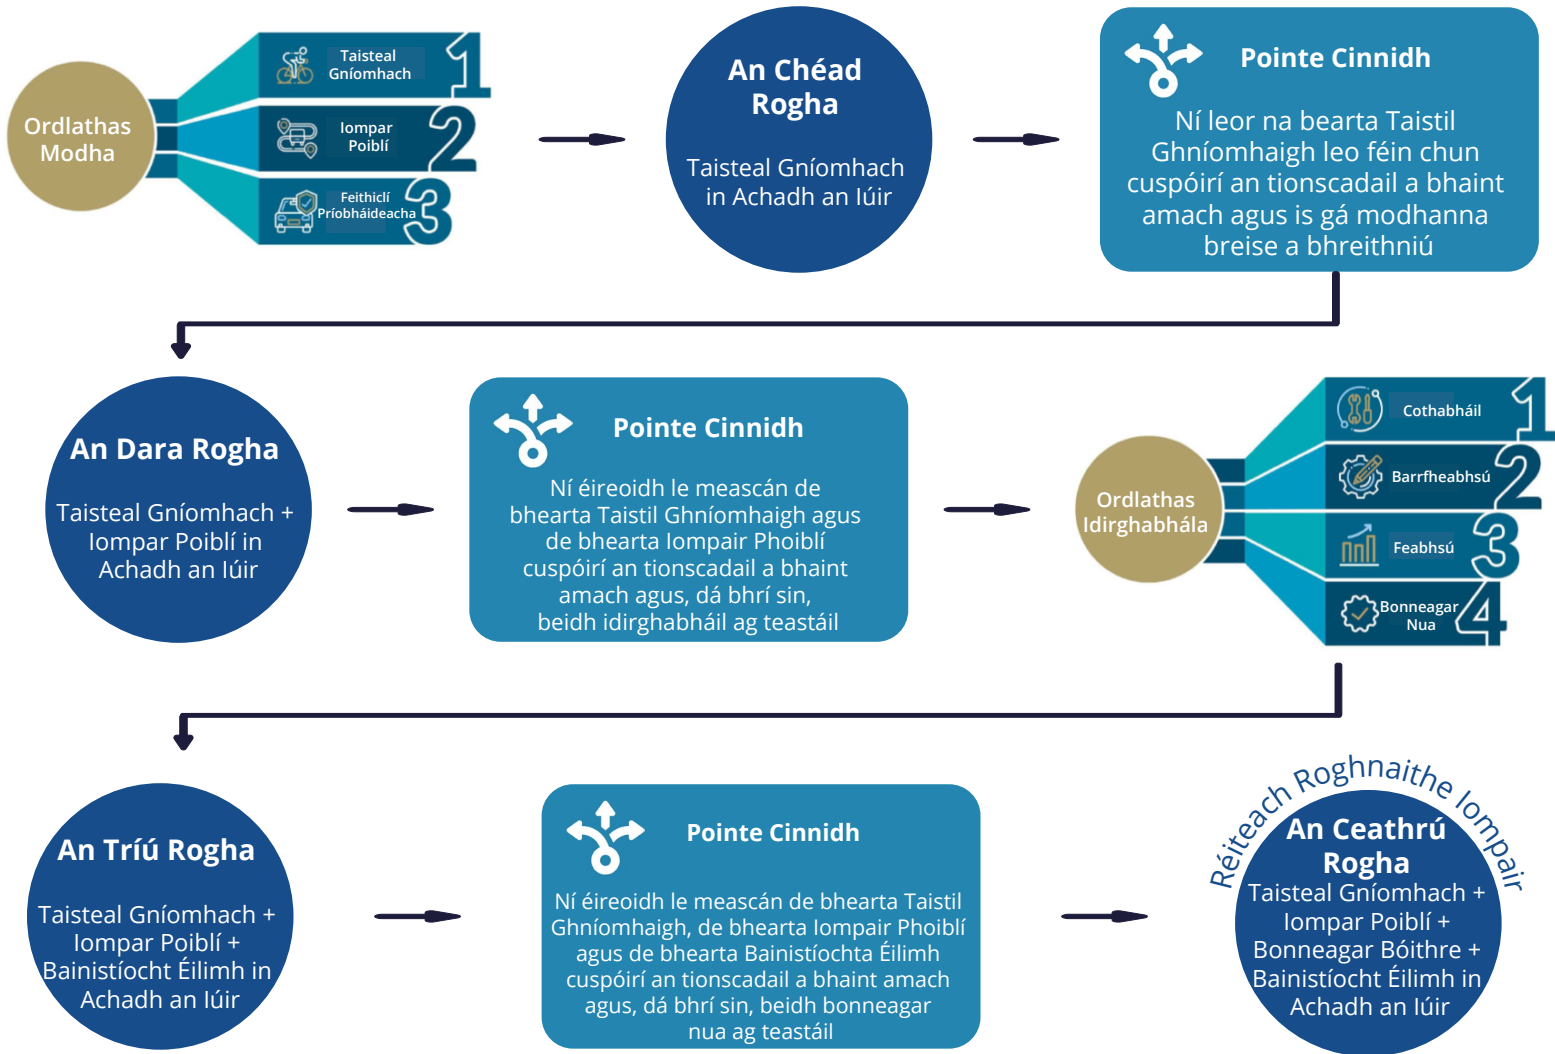 Ordlathas
Modha
Taisteal
Gníomhach
1
Iompar
Poiblí
2
Feithiclí
Príobháideacha
3
An Chéad
Rogha
Taisteal Gníomhach
in Achadh an Iúir
Pointe Cinnidh
Ní leor na bearta Taistil
Ghníomhaigh leo féin chun
cuspóirí an tionscadail a bhaint
amach agus is gá modhanna
breise a bhreithniú
An Dara Rogha
Taisteal Gníomhach +
Iompar Poiblí in
Achadh an Iúir
Pointe Cinnidh
Ní éireoidh le meascán de
bhearta Taistil Ghníomhaigh agus
de bhearta Iompair Phoiblí
cuspóirí an tionscadail a bhaint
amach agus, dá bhrí sin,
beidh idirghabháil ag teastáil
Ordlathas
Idirghabhála
Cothabháil
1
Barrfheabhsú
2
Feabhsú
3
Bonneagar
Nua
4
An Tríú Rogha
Taisteal Gníomhach +
Iompar Poiblí +
Bainistíocht Éilimh in
Achadh an Iúir
Pointe Cinnidh
Ní éireoidh le meascán de bhearta Taistil
Ghníomhaigh, de bhearta Iompair Phoiblí
agus de bhearta Bainistíochta Éilimh
cuspóirí an tionscadail a bhaint amach
agus, dá bhrí sin, beidh bonneagar
nua ag teastáil
Réiteach Roghnaithe Iompair
An Ceathrú
Rogha
Taisteal Gníomhach +
Iompar Poiblí +
Bonneagar Bóithre +
Bainistíocht Éilimh in
Achadh an Iúir